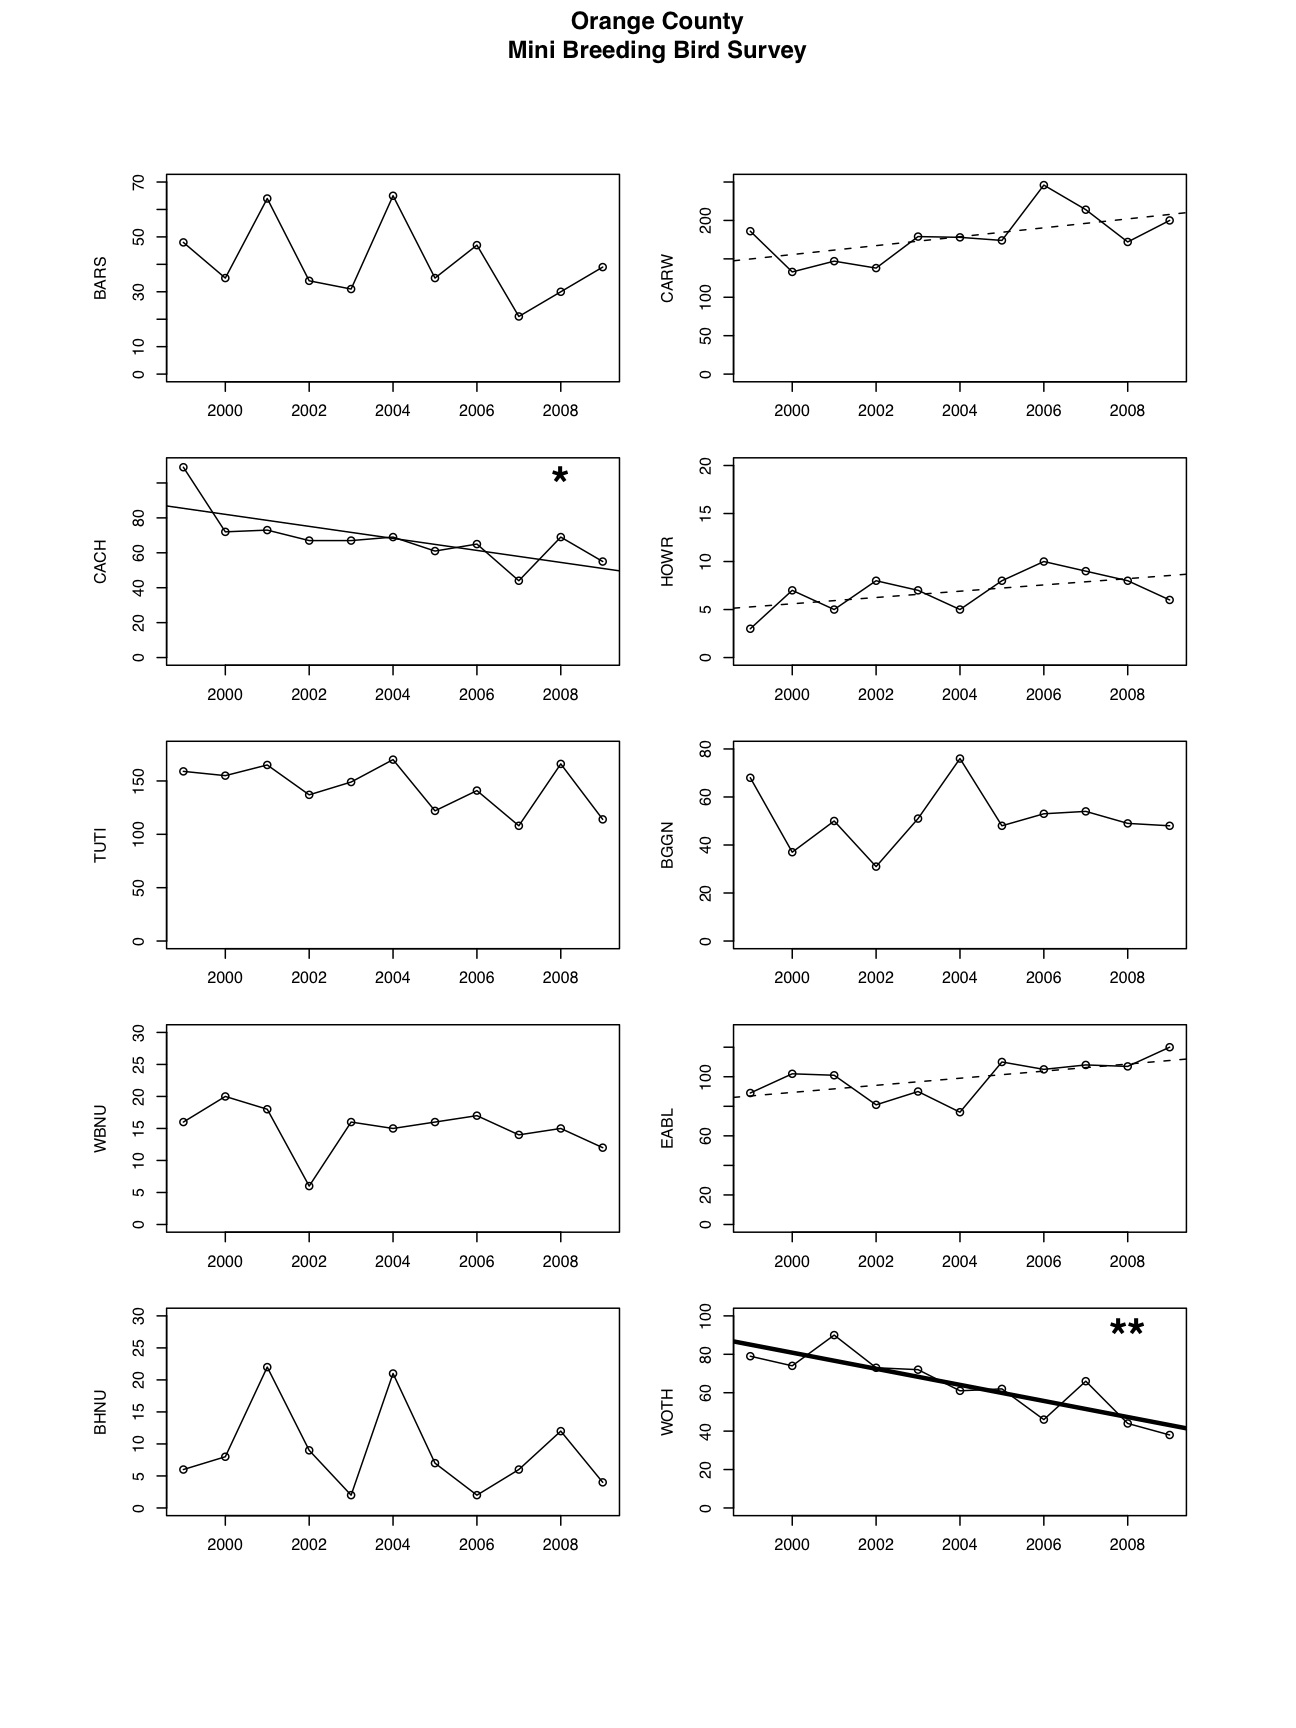 Orange County
Mini Breeding Bird Survey
BARS
0 10 30 50 70
2000 2002 2004 2006 2008
CARW
0 50 100 200
2000 2002 2004 2006 2008
CACH
0 20 40 60 80
*
2000 2002 2004 2006 2008
HOWR
0 5 10 15 20
2000 2002 2004 2006 2008
TUTI
0 50 100 150
2000 2002 2004 2006 2008
BGGN
0 20 40 60 80
2000 2002 2004 2006 2008
WBNU
0 5 10 15 20 25 30
2000 2002 2004 2006 2008
EABL
0 20 60 100
2000 2002 2004 2006 2008
BHNU
0 5 10 15 20 25 30
2000 2002 2004 2006 2008
WOTH
0 20 40 60 80 100
**
2000 2002 2004 2006 2008